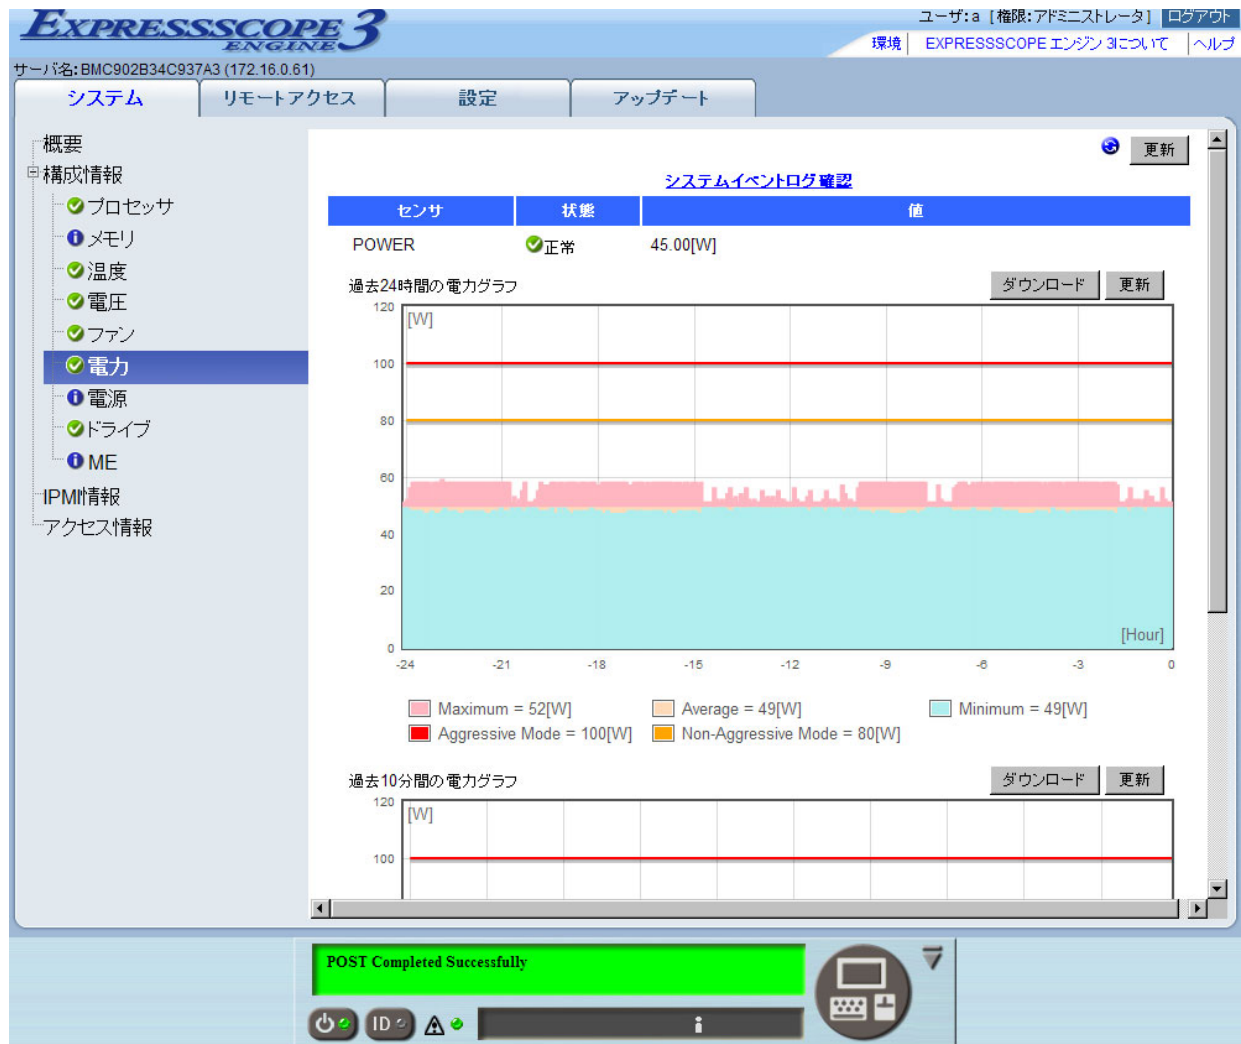 EXPRESSSCOPE 3
ENGINE
ユーザ:a [権限:アドミニストレータ] ログアウト
環境 EXPRESSSCOPE エンジン 3について ヘルプ
サーバ名:BMC902B34C937A3 (172.16.0.61)
システム リモートアクセス 設定 アップデート
概要
構成情報
プロセッサ
メモリ
温度
電圧
ファン
電力
電源
ドライブ
ME
IPMI情報
アクセス情報
更新
システムイベントログ確認
センサ 状態 値
POWER 正常 45.00[W]
過去24時間の電力グラフ ダウンロード 更新
120
[W]
100
80
60
40
20
0
[Hour]
-24 -21 -18 -15 -12 -9 -6 -3 0
Maximum = 52[W] Average = 49[W] Minimum = 49[W]
Aggressive Mode = 100[W] Non-Aggressive Mode = 80[W]
過去10分間の電力グラフ ダウンロード 更新
120
[W]
100
POST Completed Successfully
ID